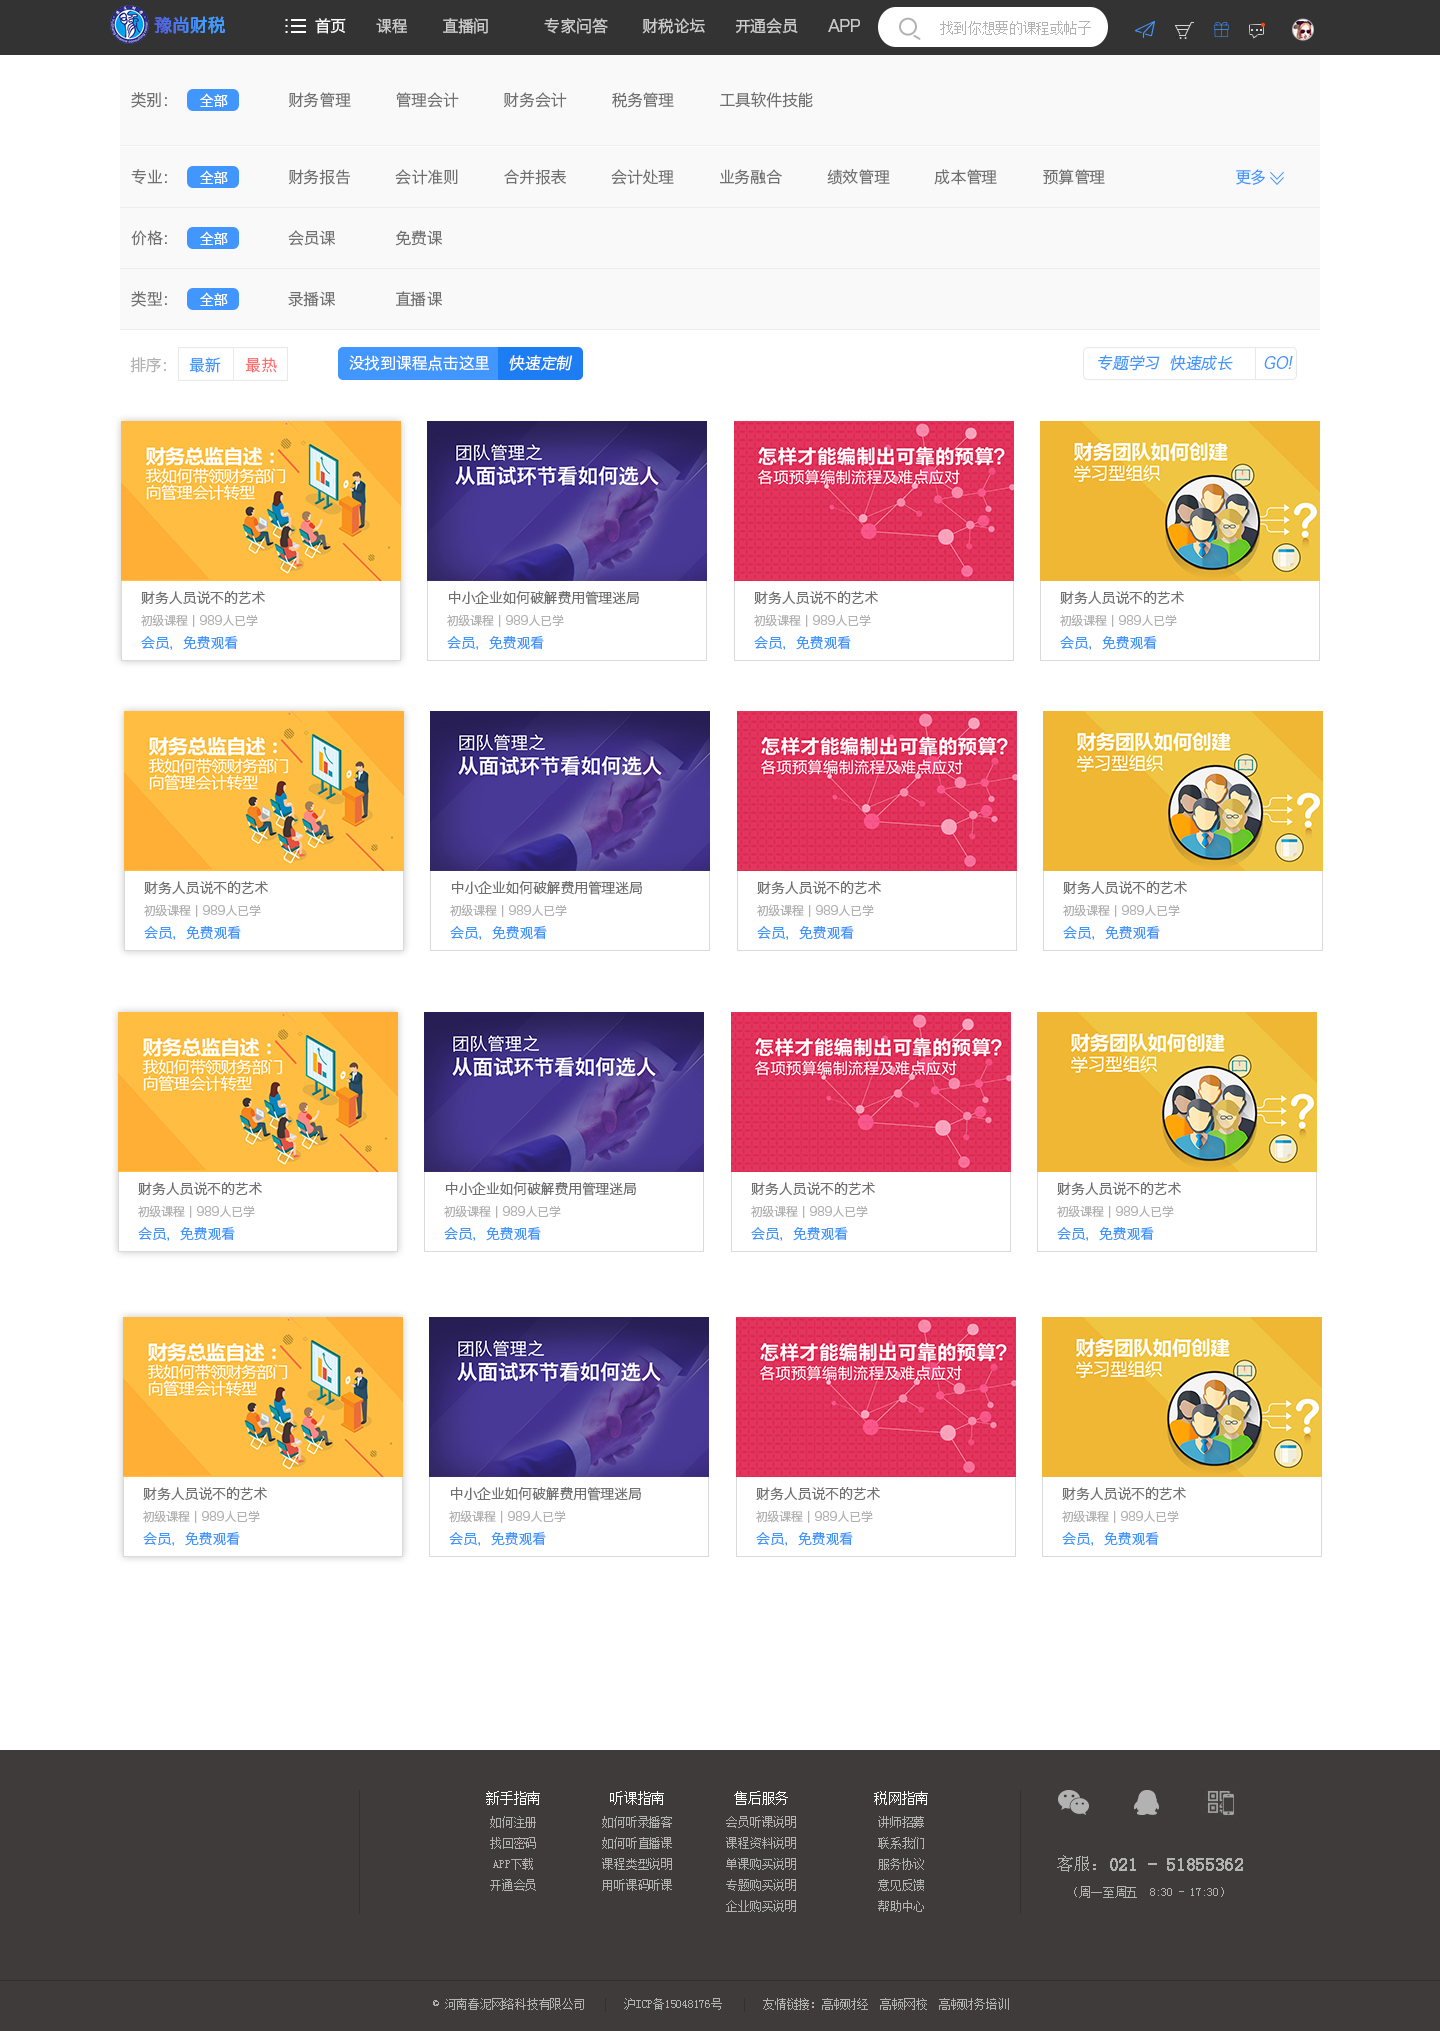 豫尚财税 首页 课程 直播间 专家问答 财税论坛 开通会员 APP 找到你想要的课程或帖子
类别： 全部 财务管理 管理会计 财务会计 税务管理 工具软件技能
专业： 全部 财务报告 会计准则 合并报表 会计处理 业务融合 绩效管理 成本管理 预算管理 更多
价格： 全部 会员课 免费课
类型： 全部 录播课 直播课
排序： 最新 最热 没找到课程点击这里 快速定制 专题学习 快速成长 GO!
财务总监自述：
我如何带领财务部门
向管理会计转型
团队管理之
从面试环节看如何选人
怎样才能编制出可靠的预算?
各项预算编制流程及难点应对
财务团队如何创建
学习型组织
财务人员说不的艺术 中小企业如何破解费用管理迷局 财务人员说不的艺术 财务人员说不的艺术
初级课程 | 989人已学 初级课程 | 989人已学 初级课程 | 989人已学 初级课程 | 989人已学
会员，免费观看 会员，免费观看 会员，免费观看 会员，免费观看
财务总监自述：
我如何带领财务部门
向管理会计转型
团队管理之
从面试环节看如何选人
怎样才能编制出可靠的预算?
各项预算编制流程及难点应对
财务团队如何创建
学习型组织
财务人员说不的艺术 中小企业如何破解费用管理迷局 财务人员说不的艺术 财务人员说不的艺术
初级课程 | 989人已学 初级课程 | 989人已学 初级课程 | 989人已学 初级课程 | 989人已学
会员，免费观看 会员，免费观看 会员，免费观看 会员，免费观看
财务总监自述：
我如何带领财务部门
向管理会计转型
团队管理之
从面试环节看如何选人
怎样才能编制出可靠的预算?
各项预算编制流程及难点应对
财务团队如何创建
学习型组织
财务人员说不的艺术 中小企业如何破解费用管理迷局 财务人员说不的艺术 财务人员说不的艺术
初级课程 | 989人已学 初级课程 | 989人已学 初级课程 | 989人已学 初级课程 | 989人已学
会员，免费观看 会员，免费观看 会员，免费观看 会员，免费观看
财务总监自述：
我如何带领财务部门
向管理会计转型
团队管理之
从面试环节看如何选人
怎样才能编制出可靠的预算?
各项预算编制流程及难点应对
财务团队如何创建
学习型组织
财务人员说不的艺术 中小企业如何破解费用管理迷局 财务人员说不的艺术 财务人员说不的艺术
初级课程 | 989人已学 初级课程 | 989人已学 初级课程 | 989人已学 初级课程 | 989人已学
会员，免费观看 会员，免费观看 会员，免费观看 会员，免费观看
新手指南 听课指南 售后服务 税网指南
如何注册 如何听录播客 会员听课说明 讲师招募
找回密码 如何听直播课 课程资料说明 联系我们
APP下载 课程类型说明 单课购买说明 服务协议
开通会员 用听课码听课 专题购买说明 意见反馈
企业购买说明 帮助中心
客服：021 - 51855362
（周一至周五 8:30 - 17:30）
© 河南春泥网络科技有限公司 沪ICP备15048176号 友情链接：高顿财经 高顿网校 高顿财务培训